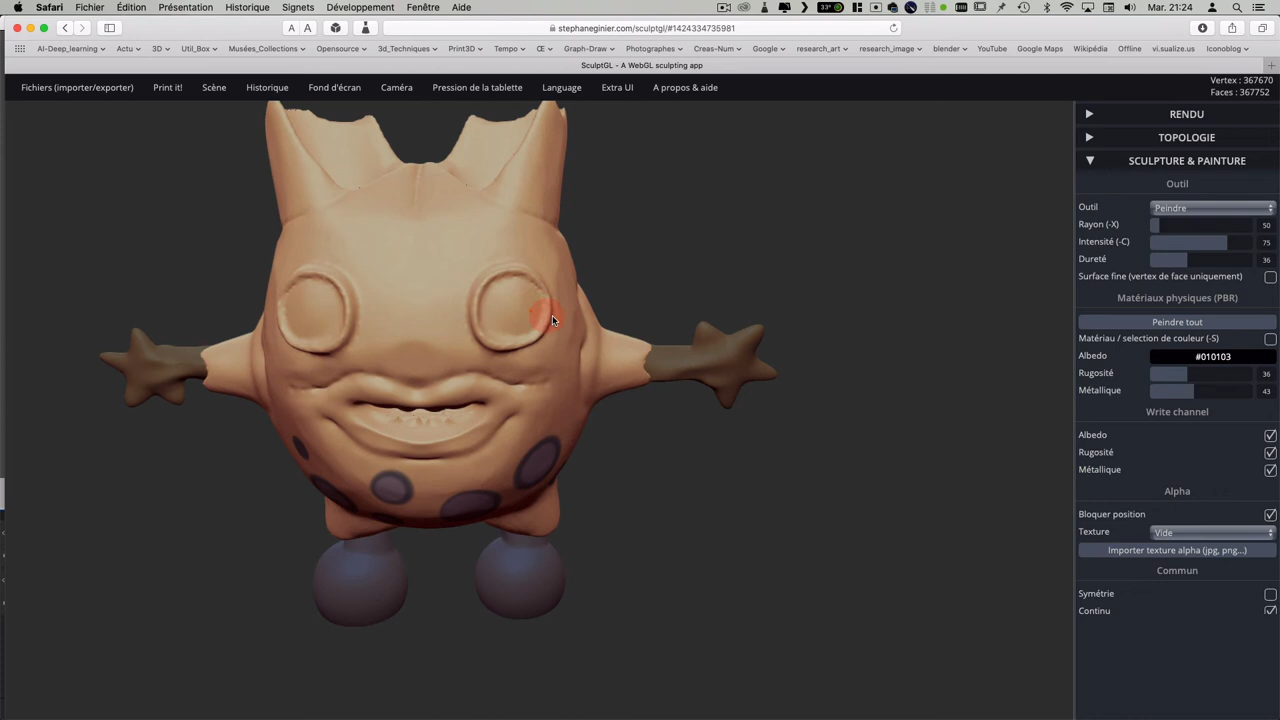 Safari Fichier Édition Présentation Historique Signets Développement Fenêtre Aide 33° Mar. 21:24
A A stephaneginier.com/sculptgl/#1424334735981
AI-Deep_learning Actu 3D Util_Box Musées_Collections Opensource 3d_Techniques Print3D Tempo Œ Graph-Draw Photographes Creas-Num Google research_art research_image blender YouTube Google Maps Wikipédia Offline vi.sualize.us Iconoblog
SculptGL - A WebGL sculpting app
Fichiers (importer/exporter) Print it! Scène Historique Fond d'écran Caméra Pression de la tablette Language Extra UI A propos & aide
Vertex : 367670
Faces : 367752
RENDU
TOPOLOGIE
SCULPTURE & PAINTURE
Outil
Outil Peindre
Rayon (-X) 50
Intensité (-C) 75
Dureté 36
Surface fine (vertex de face uniquement)
Matériaux physiques (PBR)
Peindre tout
Matériau / selection de couleur (-S)
Albedo #010103
Rugosité 36
Métallique 43
Write channel
Albedo
Rugosité
Métallique
Alpha
Bloquer position
Texture Vide
Importer texture alpha (jpg, png...)
Commun
Symétrie
Continu